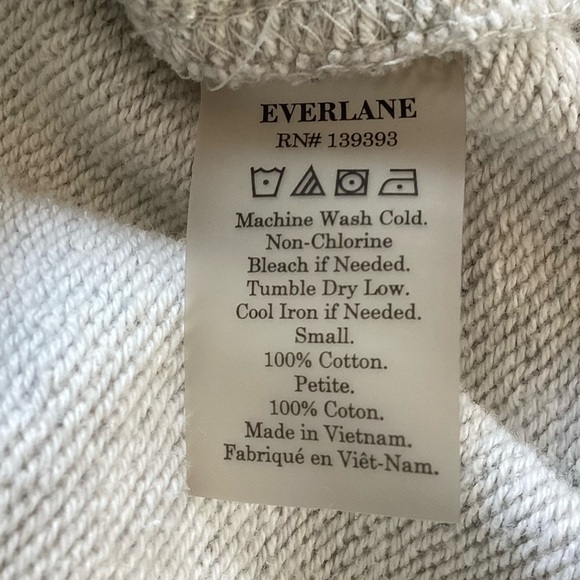 EVERLANE
RN# 139393
Machine Wash Cold.
Non-Chlorine
Bleach if Needed.
Tumble Dry Low.
Cool Iron if Needed.
Small.
100% Cotton.
Petite.
100% Coton.
Made in Vietnam.
Fabriqué en Viêt-Nam.